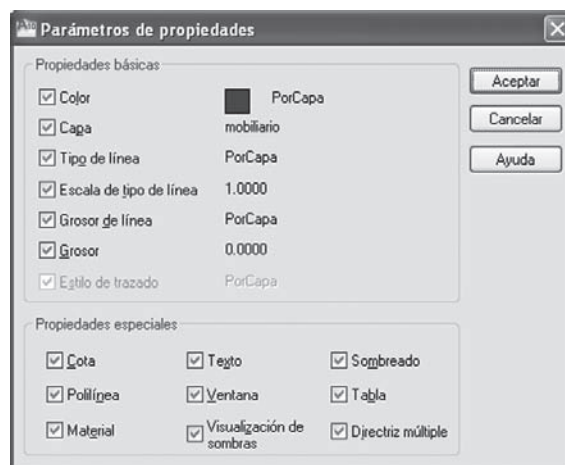 Parámetros de propiedades
Propiedades básicas
Color PorCapa
Capa mobiliario
Tipo de línea PorCapa
Escala de tipo de línea 1.0000
Grosor de línea PorCapa
Grosor 0.0000
Estilo de trazado PorCapa
Aceptar
Cancelar
Ayuda
Propiedades especiales
Cota Texto Sombreado
Polilínea Ventana Tabla
Material Visualización de sombras Directriz múltiple